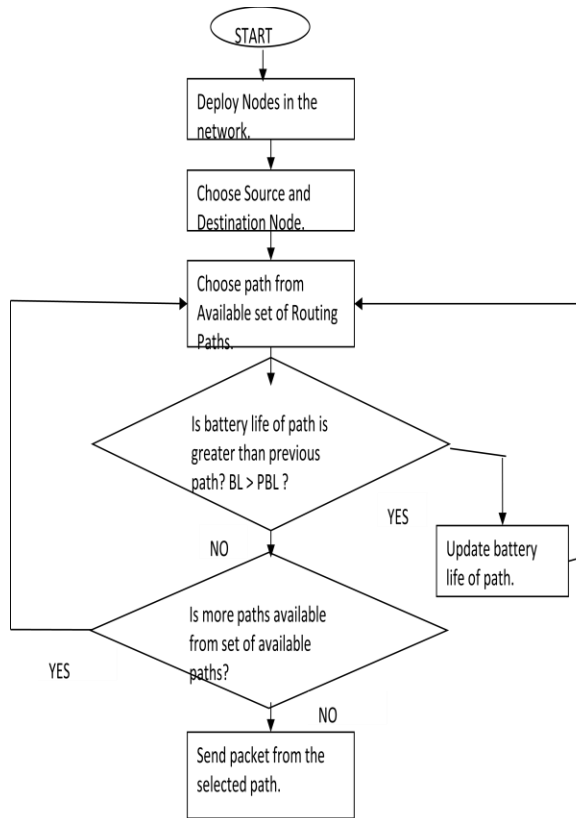 START
Deploy Nodes in the
network.
Choose Source and
Destination Node.
Choose path from
Available set of Routing
Paths.
Is battery life of path is
greater than previous
path? BL > PBL ?
YES
NO
Update battery
life of path.
Is more paths available
from set of available
paths?
YES
NO
Send packet from the
selected path.